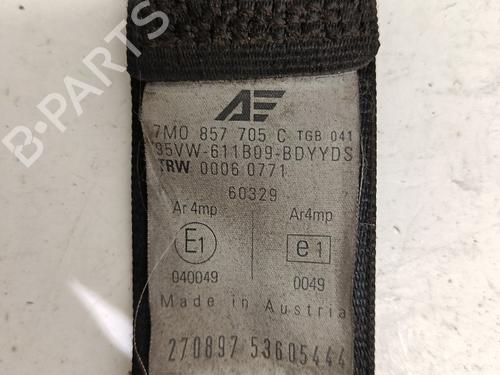 B-PARTS
AE
7M0 857 705 C TGB 041
95VW-611B09-BDYYDS
TRW 0006 0771
60329
Ar4mp Ar4mp
E1 e1
040049 0049
Made in Austria
270897 53605444